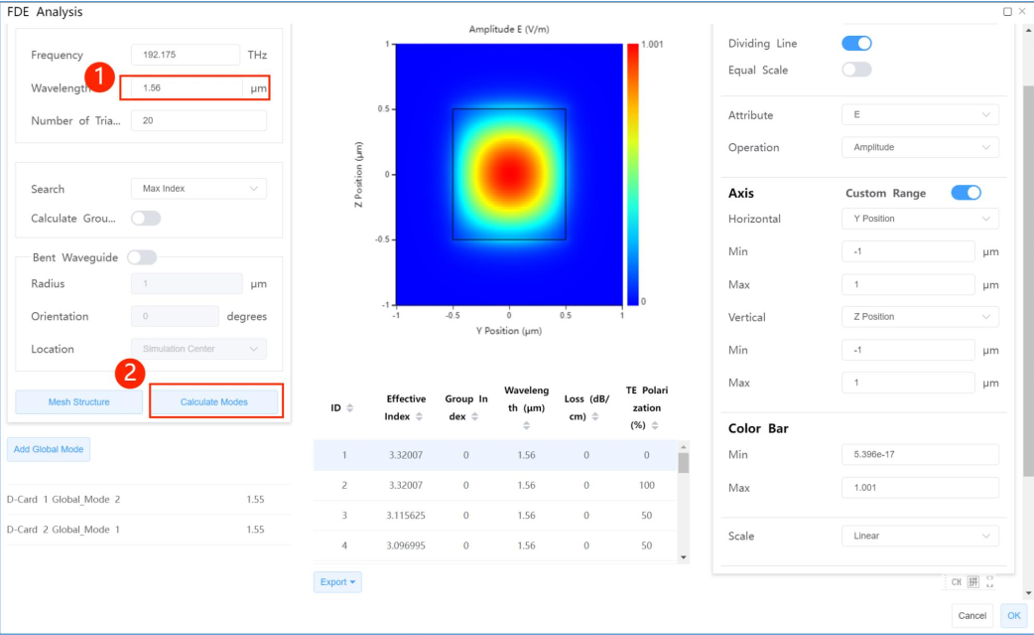 FDE Analysis
Frequency 192.175 THz
1
Wavelength 1.56 μm
Number of Tria... 20
Search Max Index
Calculate Grou...
Bent Waveguide
Radius 1 μm
Orientation 0 degrees
Location Simulation Center
2
Mesh Structure Calculate Modes
Add Global Mode
D-Card 1 Global_Mode 2 1.55
D-Card 2 Global_Mode 1 1.55
Amplitude E (V/m)
1.001
0
Z Position (μm)
1
0.5
0
-0.5
-1
-1 -0.5 0 0.5 1
Y Position (μm)
ID Effective Index Group In dex Waveleng th (μm) Loss (dB/ cm) TE Polari zation (%)
1 3.32007 0 1.56 0 0
2 3.32007 0 1.56 0 100
3 3.115625 0 1.56 0 50
4 3.096995 0 1.56 0 50
Export
Dividing Line
Equal Scale
Attribute E
Operation Amplitude
Axis Custom Range
Horizontal Y Position
Min -1 μm
Max 1 μm
Vertical Z Position
Min -1 μm
Max 1 μm
Color Bar
Min 5.396e-17
Max 1.001
Scale Linear
CH 拼
Cancel OK